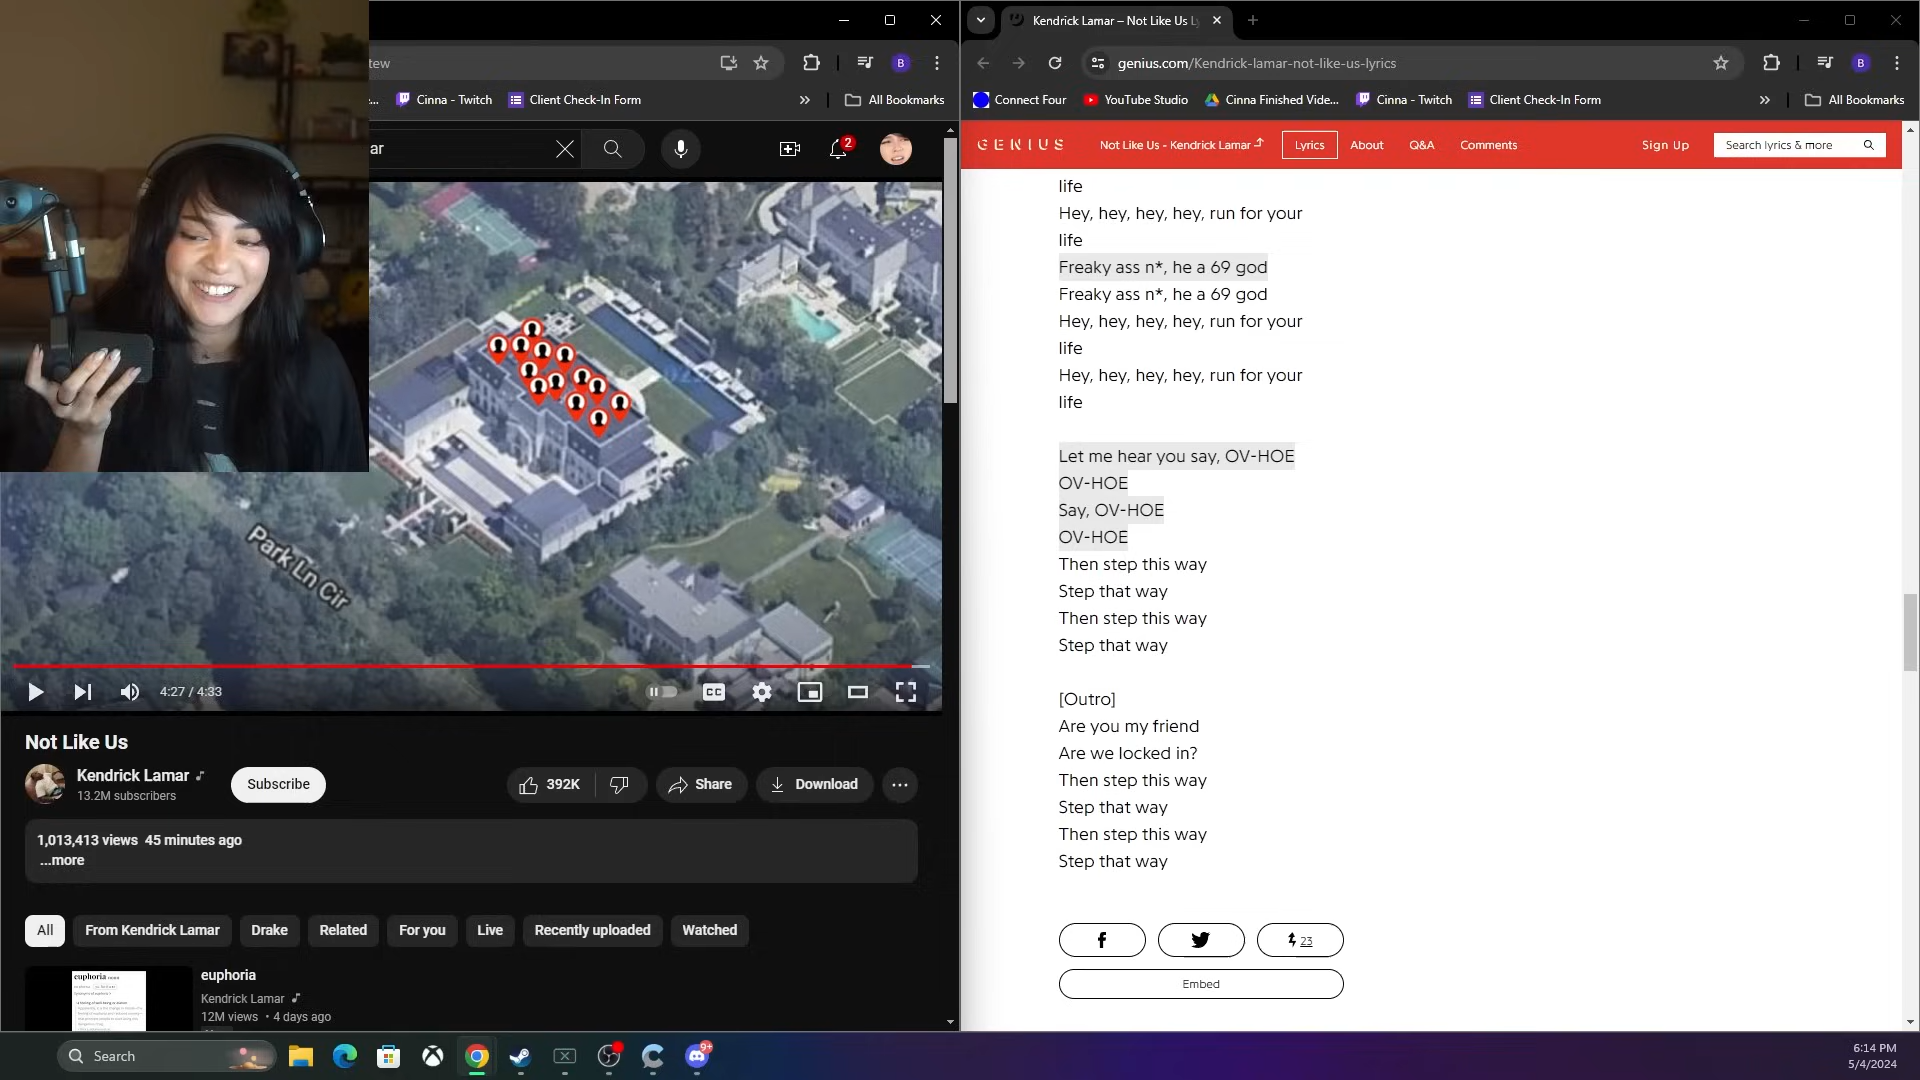 tew
...
Cinna - Twitch
Client Check-In Form
»
All Bookmarks
ar
2
B
Park Ln Cir
4:27 / 4:33
CC
Not Like Us
Kendrick Lamar
13.2M subscribers
Subscribe
392K
Share
Download
1,013,413 views 45 minutes ago
...more
All
From Kendrick Lamar
Drake
Related
For you
Live
Recently uploaded
Watched
euphoria
euphoria
Kendrick Lamar
12M views • 4 days ago
Kendrick Lamar – Not Like Us L
genius.com/Kendrick-lamar-not-like-us-lyrics
B
Connect Four
YouTube Studio
Cinna Finished Vide...
Cinna - Twitch
Client Check-In Form
»
All Bookmarks
GENIUS
Not Like Us - Kendrick Lamar
Lyrics
About
Q&A
Comments
Sign Up
Search lyrics & more
life
Hey, hey, hey, hey, run for your
life
Freaky ass n*, he a 69 god
Freaky ass n*, he a 69 god
Hey, hey, hey, hey, run for your
life
Hey, hey, hey, hey, run for your
life
Let me hear you say, OV-HOE
OV-HOE
Say, OV-HOE
OV-HOE
Then step this way
Step that way
Then step this way
Step that way
[Outro]
Are you my friend
Are we locked in?
Then step this way
Step that way
Then step this way
Step that way
23
Embed
Search
9+
6:14 PM
5/4/2024